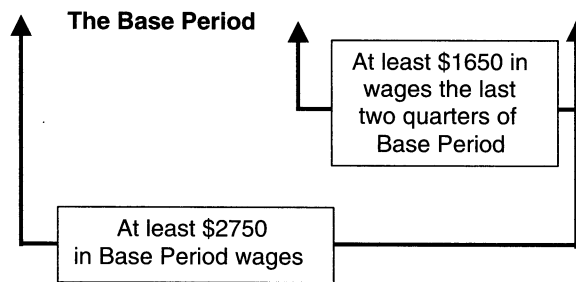 The Base Period
At least $1650 in
wages the last
two quarters of
Base Period
At least $2750
in Base Period wages